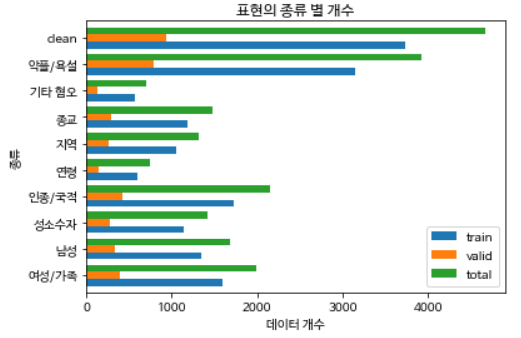 표현의 종류 별 개수
clean
악플/욕설
기타 혐오
종교
지역
연령
인종/국적
성소수자
남성
여성/가족
종류
0 1000 2000 3000 4000
데이터 개수
train
valid
total